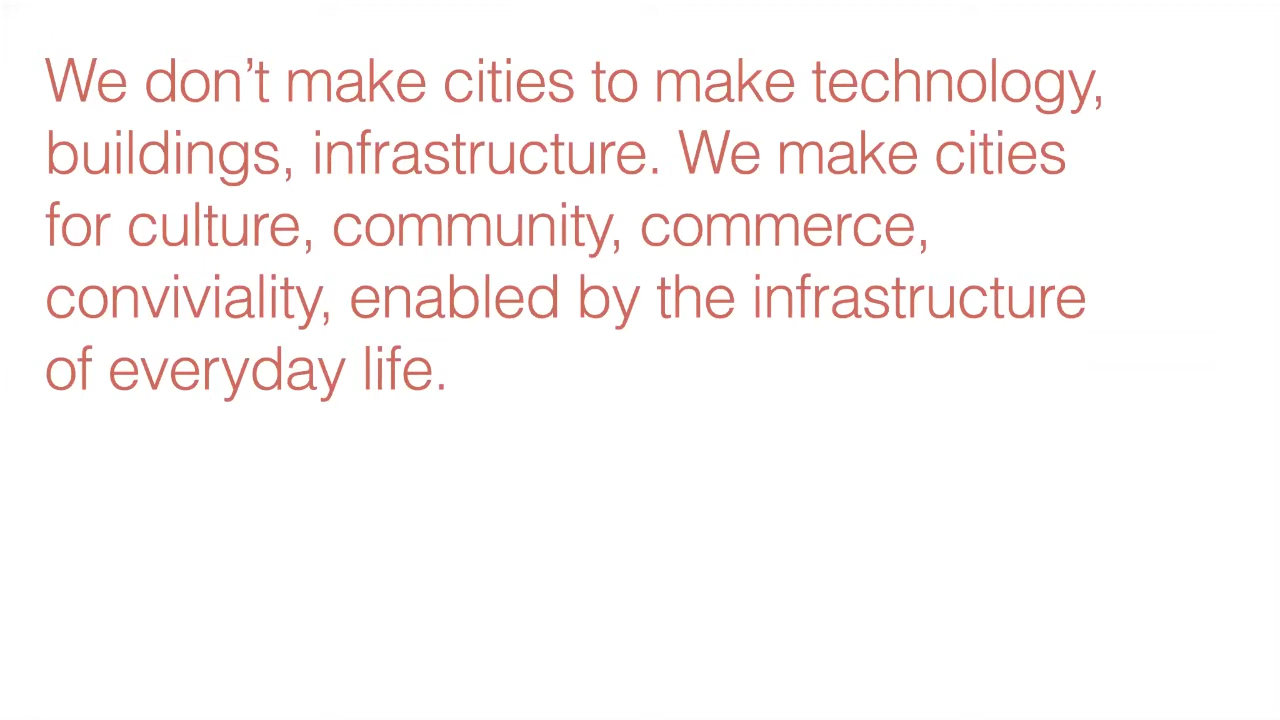 We don’t make cities to make technology,
buildings, infrastructure. We make cities
for culture, community, commerce,
conviviality, enabled by the infrastructure
of everyday life.